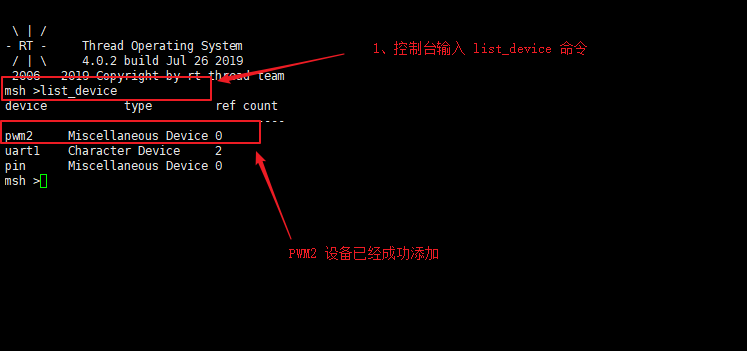 \ | /
- RT -     Thread Operating System
/ | \     4.0.2 build Jul 26 2019
2006 2019 Copyright by rt thread team
msh >list_device
device           type         ref count
----
pwm2     Miscellaneous Device 0
uart1    Character Device     2
pin      Miscellaneous Device 0
msh >
1、控制台输入 list_device 命令
PWM2 设备已经成功添加